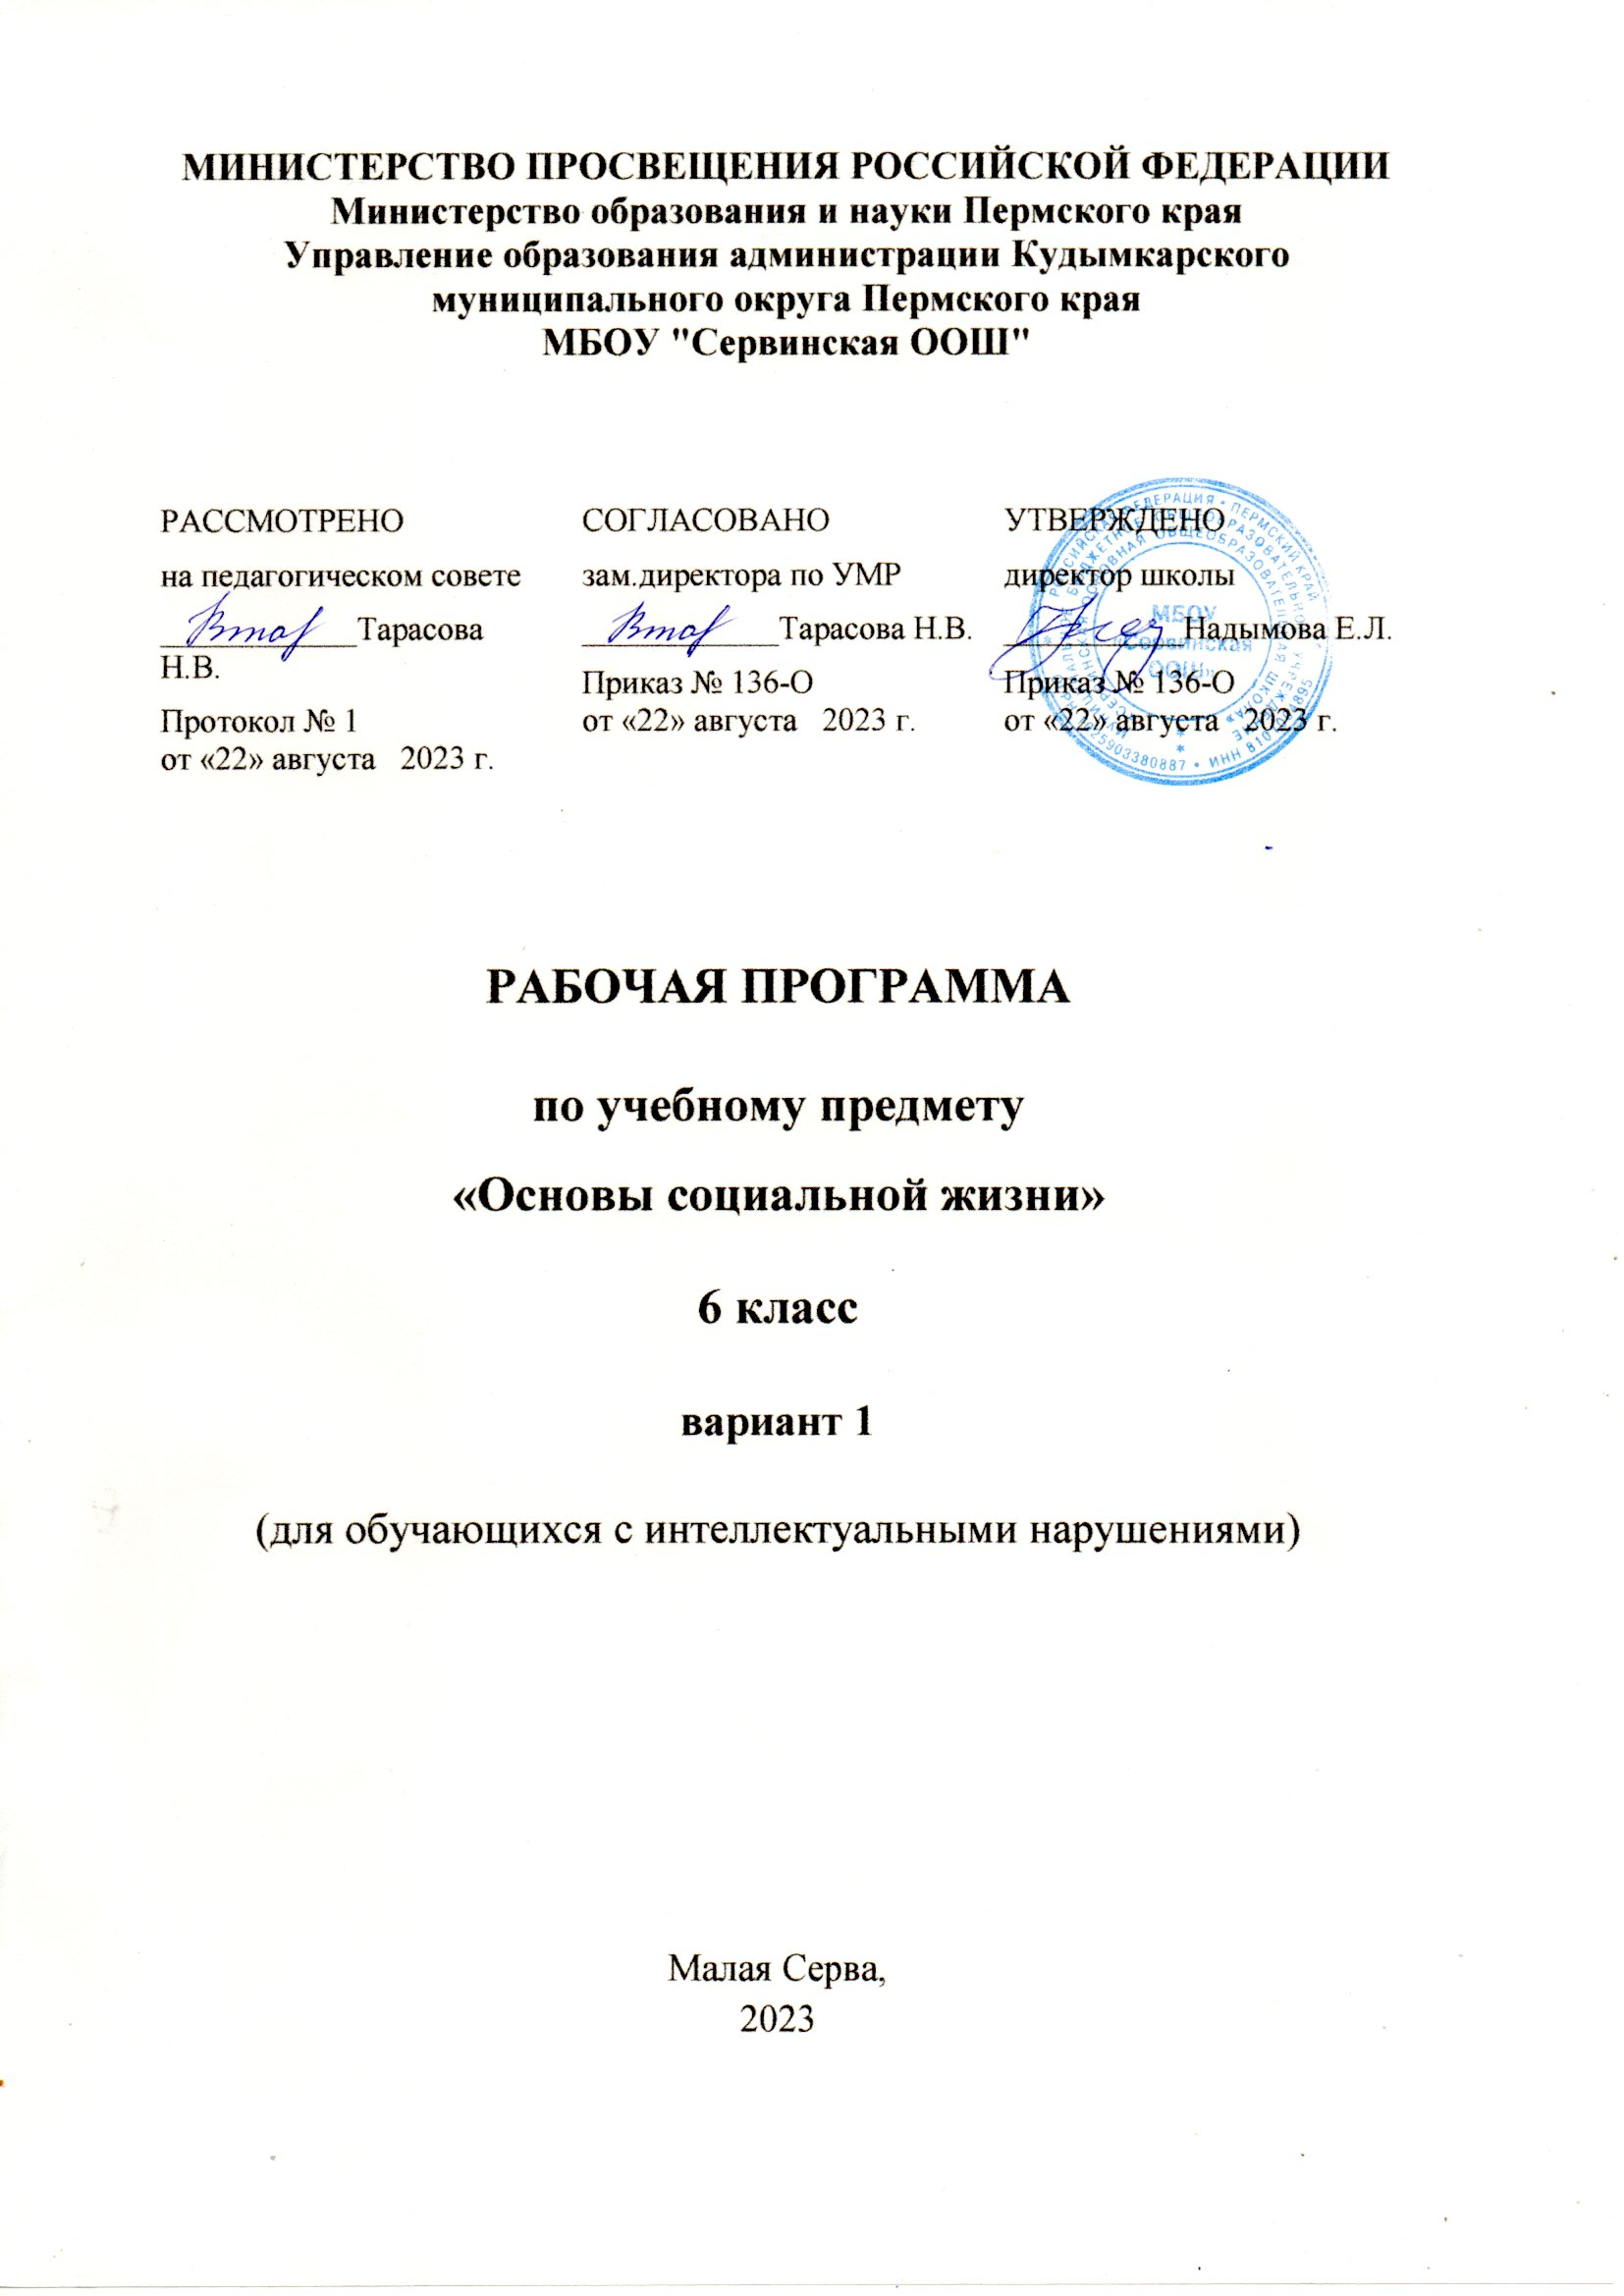 МИНИСТЕРСТВО ПРОСВЕЩЕНИЯ РОССИЙСКОЙ ФЕДЕРАЦИИ
Министерство образования и науки Пермского края
Управление образования администрации Кудымкарского
муниципального округа Пермского края
МБОУ "Сервинская ООШ"
РАССМОТРЕНО
на педагогическом совете
Тарасова
Н.В.
Протокол № 1
от «22» августа 2023 г.
СОГЛАСОВАНО
зам.директора по УМР
Тарасова Н.В.
Приказ № 136-О
от «22» августа 2023 г.
УТВЕРЖДЕНО
директор школы
Надымова Е.Л.
Приказ № 136-О
от «22» августа 2023 г.
МБОУ
«Сервинская
ООШ»
РАБОЧАЯ ПРОГРАММА
по учебному предмету
«Основы социальной жизни»
6 класс
вариант 1
(для обучающихся с интеллектуальными нарушениями)
Малая Серва,
2023